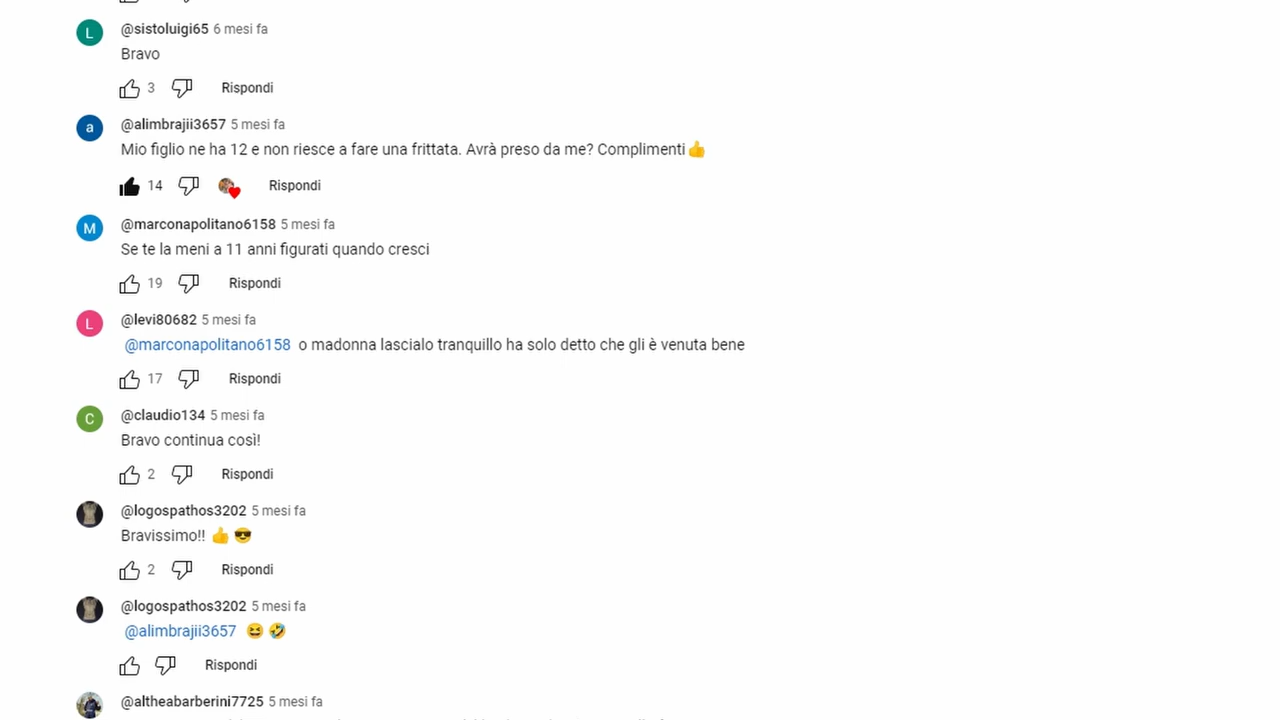 L @sistoluigi65 6 mesi fa
Bravo
3 Rispondi
a @alimbrajii3657 5 mesi fa
Mio figlio ne ha 12 e non riesce a fare una frittata. Avrà preso da me? Complimenti👍
14 Rispondi
M @marconapolitano6158 5 mesi fa
Se te la meni a 11 anni figurati quando cresci
19 Rispondi
L @levi80682 5 mesi fa
@marconapolitano6158 o madonna lascialo tranquillo ha solo detto che gli è venuta bene
17 Rispondi
C @claudio134 5 mesi fa
Bravo continua così!
2 Rispondi
@logospathos3202 5 mesi fa
Bravissimo!! 👍😎
2 Rispondi
@logospathos3202 5 mesi fa
@alimbrajii3657 😆🤣
Rispondi
@altheabarberini7725 5 mesi fa